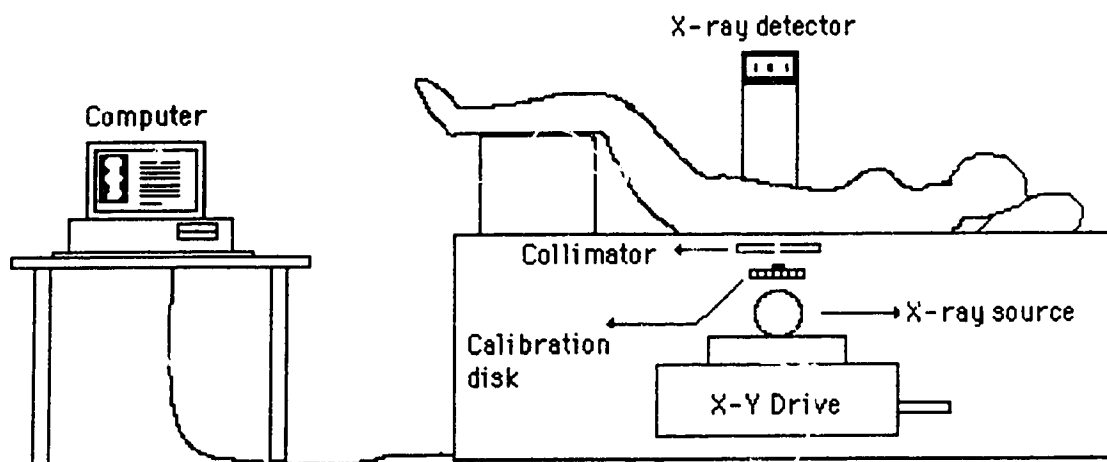 X-ray detector
Computer
Collimator
X-ray source
Calibration
disk
X-Y Drive